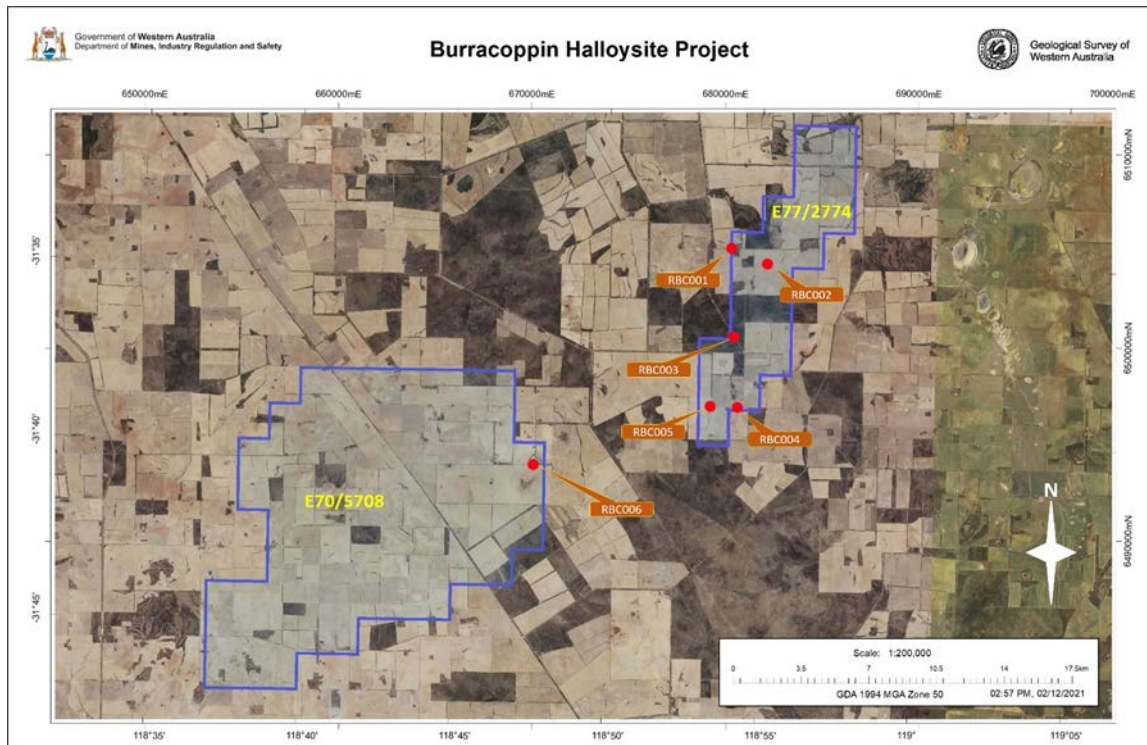 Government of Western Australia
Department of Mines, Industry Regulation and Safety
Burracoppin Halloysite Project
Geological Survey of
Western Australia
650000mE 660000mE 670000mE 680000mE 690000mE 700000mE
6510000mN
E77/2774
-31°35'
RBC001
RBC002
6500000mN
RBC003
-31°40'
RBC005
RBC004
E70/5708
RBC006
N
6490000mN
-31°45'
Scale: 1:200,000
0 3.5 7 10.5 14 17.5km
GDA 1994 MGA Zone 50 02:57 PM, 02/12/2021
118°35' 118°40' 118°45' 118°50' 118°55' 119° 119°05'